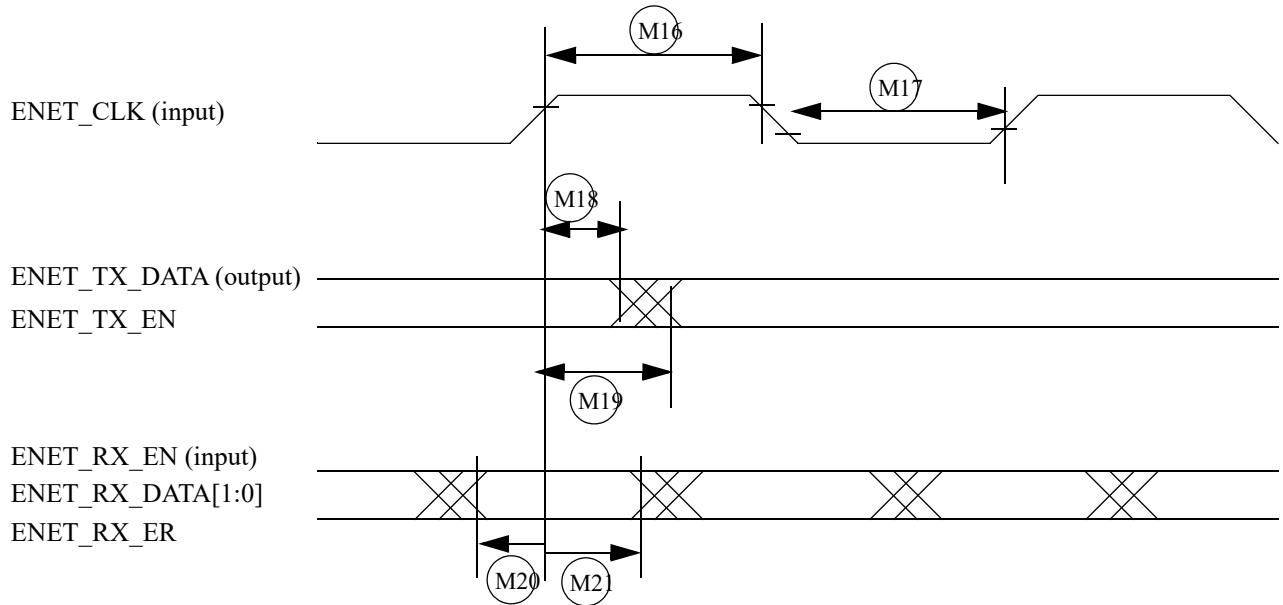 M16
ENET_CLK (input)
M17
M18
ENET_TX_DATA (output)
ENET_TX_EN
M19
ENET_RX_EN (input)
ENET_RX_DATA[1:0]
ENET_RX_ER
M20
M21